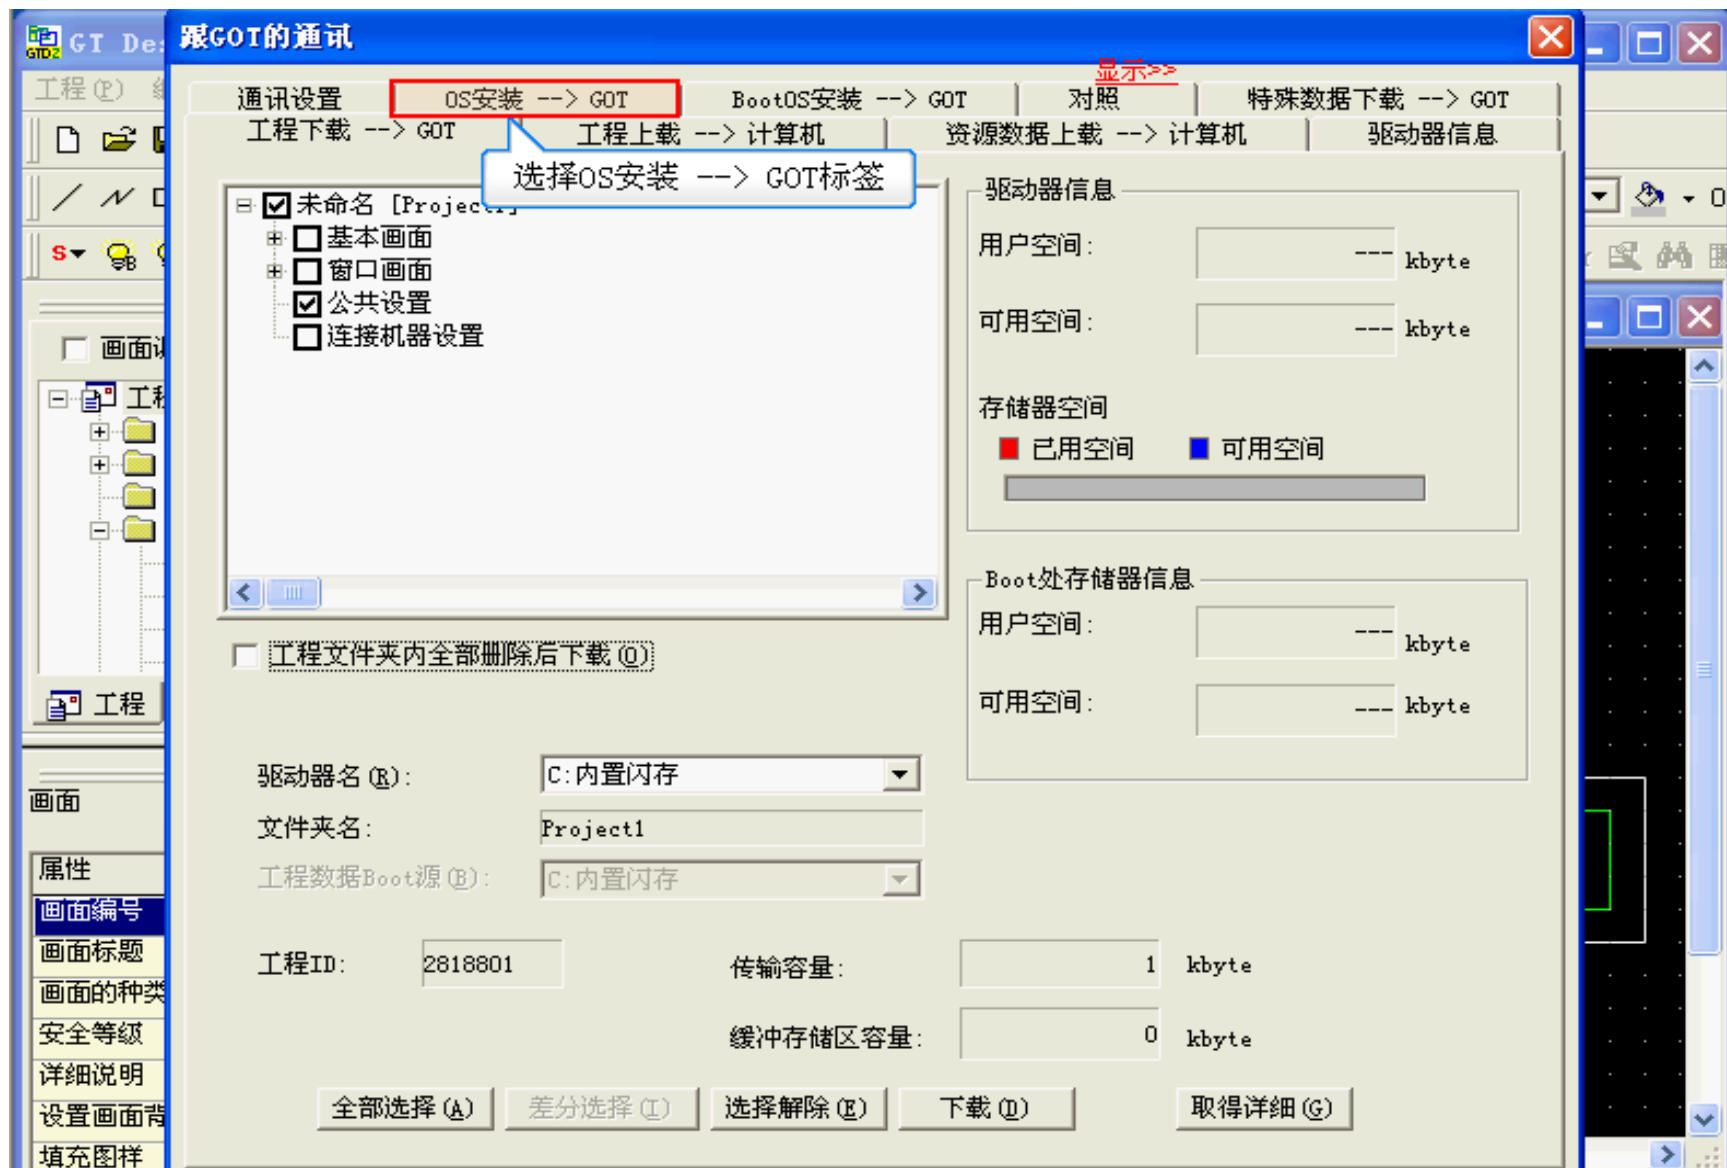 GT Des
跟GOT的通讯
工程(P)
显示>>
通讯设置
OS安装 --> GOT
BootOS安装 --> GOT
对照
特殊数据下载 --> GOT
工程下载 --> GOT
工程上载 --> 计算机
资源数据上载 --> 计算机
驱动器信息
选择OS安装 --> GOT标签
未命名 [Project1]
基本画面
窗口画面
公共设置
连接机器设置
驱动器信息
用户空间:
--- kbyte
可用空间:
--- kbyte
存储器空间
已用空间
可用空间
Boot处存储器信息
用户空间:
--- kbyte
可用空间:
--- kbyte
工程文件夹内全部删除后下载(O)
驱动器名(R):
C:内置闪存
文件夹名:
Project1
工程数据Boot源(B):
C:内置闪存
工程ID:
2818801
传输容量:
1 kbyte
缓冲存储区容量:
0 kbyte
全部选择(A)
差分选择(I)
选择解除(E)
下载(D)
取得详细(G)
画面
工程
工程
画面
属性
画面编号
画面标题
画面的种类
安全等级
详细说明
设置画面背
填充图样